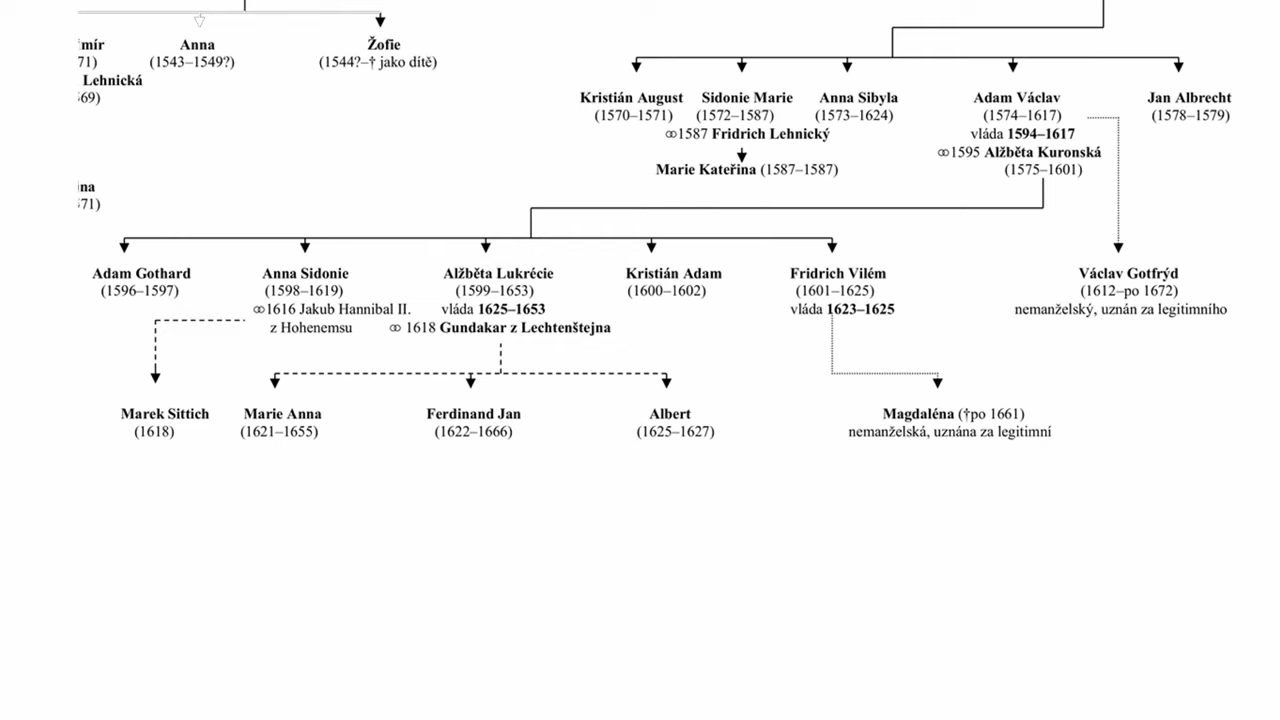 Anna
(1543–1549?)
Žofie
(1544?–† jako dítě)
mír
71)
Lehnická
69)
na
71)
Kristián August
(1570–1571)
Sidonie Marie
(1572–1587)
⚭1587 Fridrich Lehnický
Marie Kateřina (1587–1587)
Anna Sibyla
(1573–1624)
Adam Václav
(1574–1617)
vláda 1594–1617
⚭1595 Alžběta Kuronská
(1575–1601)
Jan Albrecht
(1578–1579)
Adam Gothard
(1596–1597)
Anna Sidonie
(1598–1619)
⚭1616 Jakub Hannibal II.
z Hohenemsu
Alžběta Lukrécie
(1599–1653)
vláda 1625–1653
⚭ 1618 Gundakar z Lechtenštejna
Kristián Adam
(1600–1602)
Fridrich Vilém
(1601–1625)
vláda 1623–1625
Václav Gotfrýd
(1612–po 1672)
nemanželský, uznán za legitimního
Marek Sittich
(1618)
Marie Anna
(1621–1655)
Ferdinand Jan
(1622–1666)
Albert
(1625–1627)
Magdaléna (†po 1661)
nemanželská, uznána za legitimní